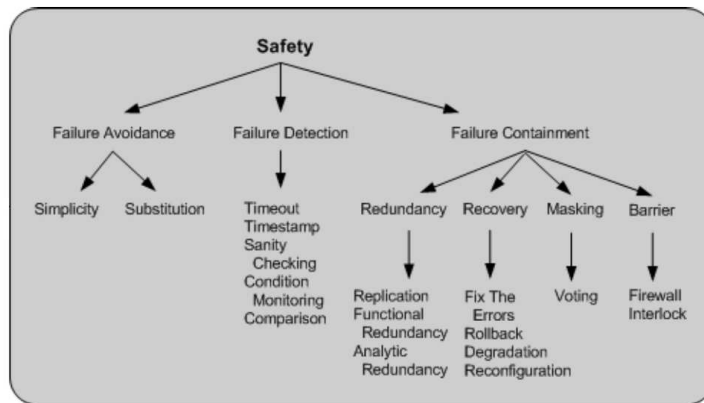 Safety
Failure Avoidance
Failure Detection
Failure Containment
Simplicity
Substitution
Timeout
Timestamp
Sanity
Checking
Condition
Monitoring
Comparison
Redundancy
Recovery
Masking
Barrier
Replication
Functional
Redundancy
Analytic
Redundancy
Fix The
Errors
Rollback
Degradation
Reconfiguration
Voting
Firewall
Interlock